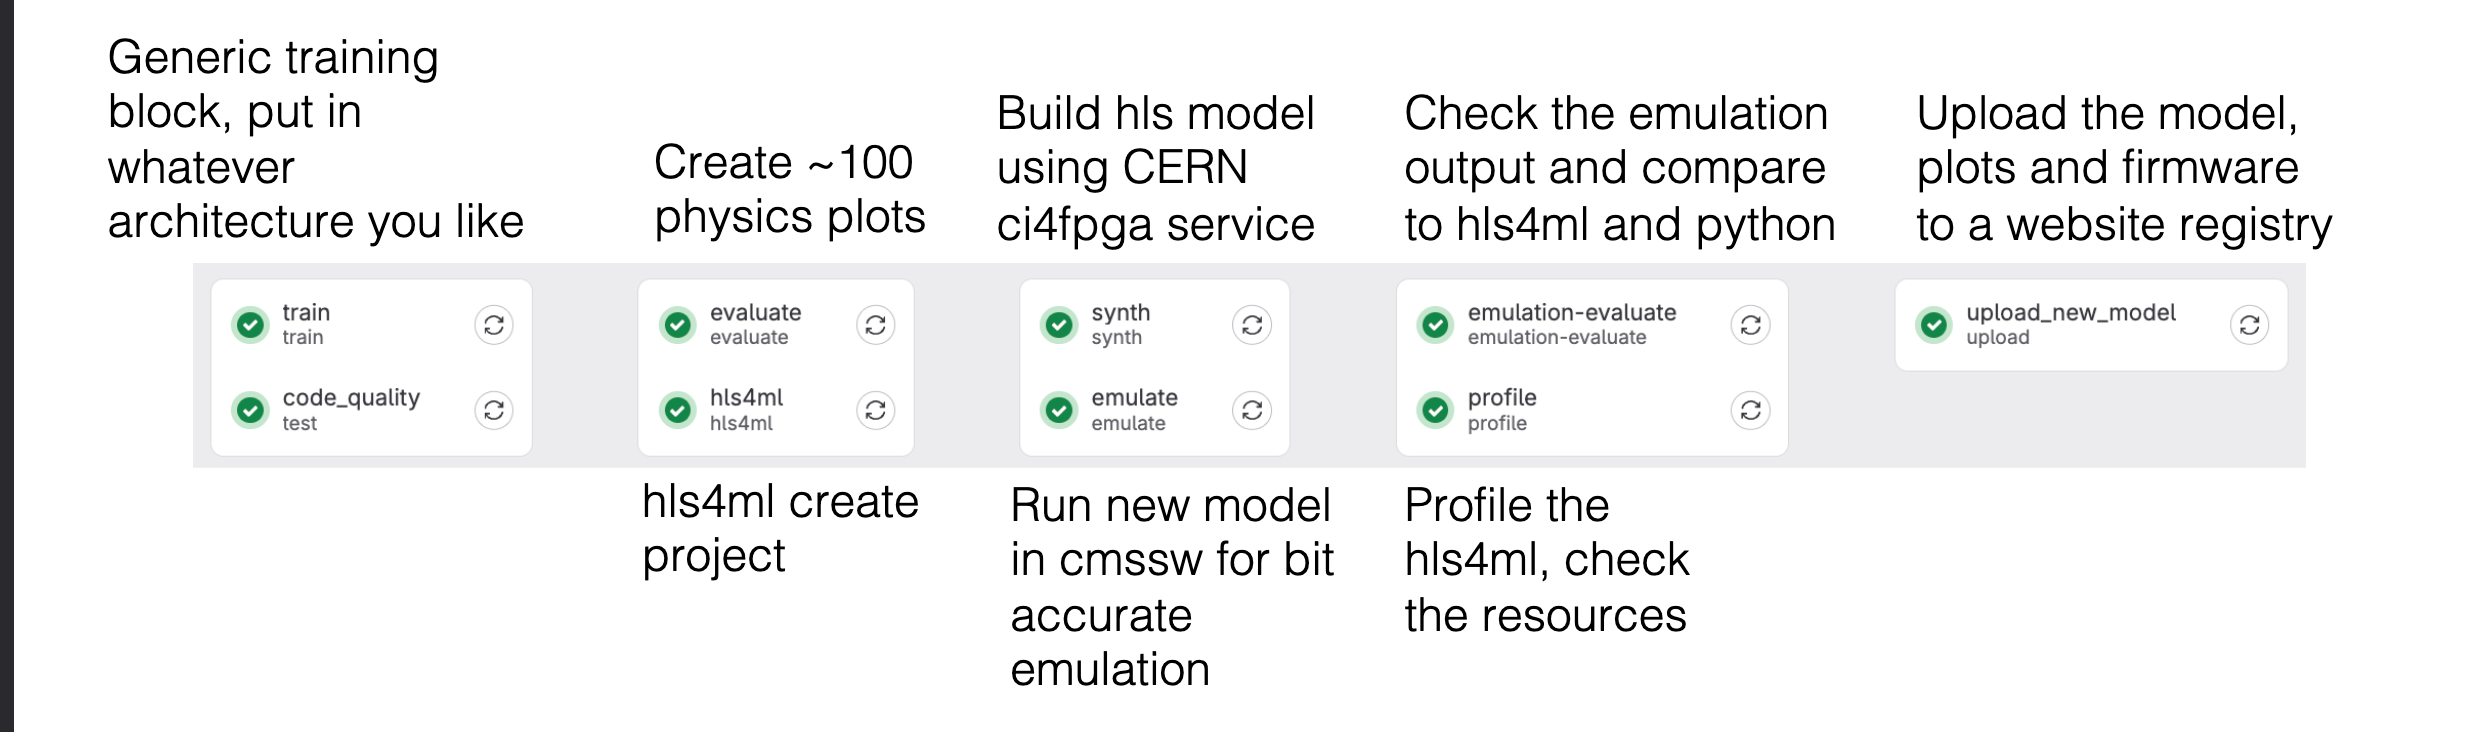 Generic training
block, put in
whatever
architecture you like
Create ~100
physics plots
Build hls model
using CERN
ci4fpga service
Check the emulation
output and compare
to hls4ml and python
Upload the model,
plots and firmware
to a website registry
train
train
code_quality
test
evaluate
evaluate
hls4ml
hls4ml
synth
synth
emulate
emulate
emulation-evaluate
emulation-evaluate
profile
profile
upload_new_model
upload
hls4ml create
project
Run new model
in cmssw for bit
accurate
emulation
Profile the
hls4ml, check
the resources